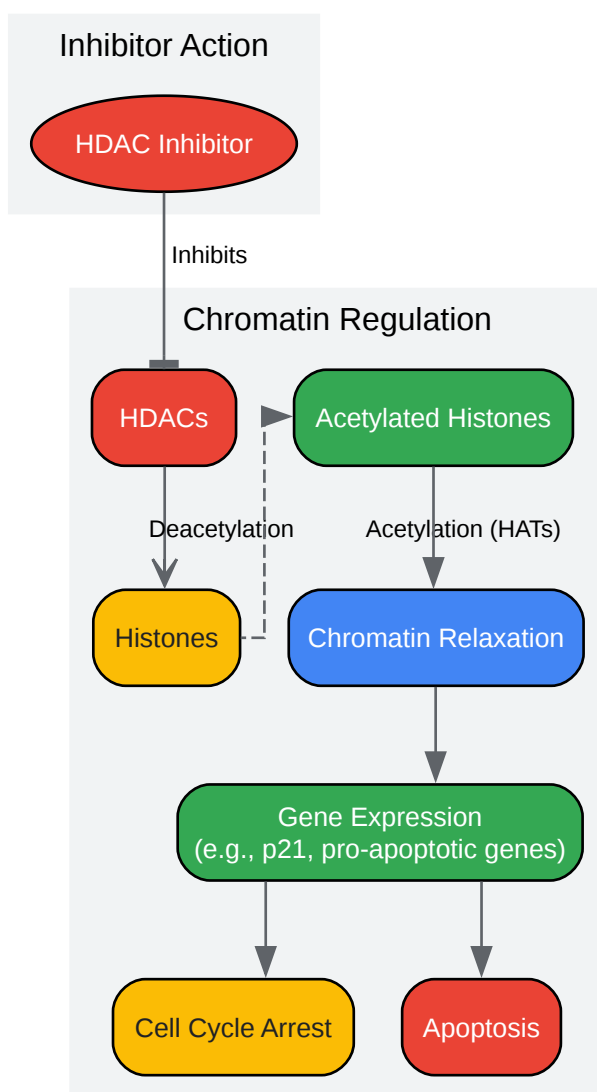 Inhibitor Action
HDAC Inhibitor
Inhibits
Chromatin Regulation
HDACs
Acetylated Histones
Deacetylation
Acetylation (HATs)
Histones
Chromatin Relaxation
Gene Expression
(e.g., p21, pro-apoptotic genes)
Cell Cycle Arrest
Apoptosis